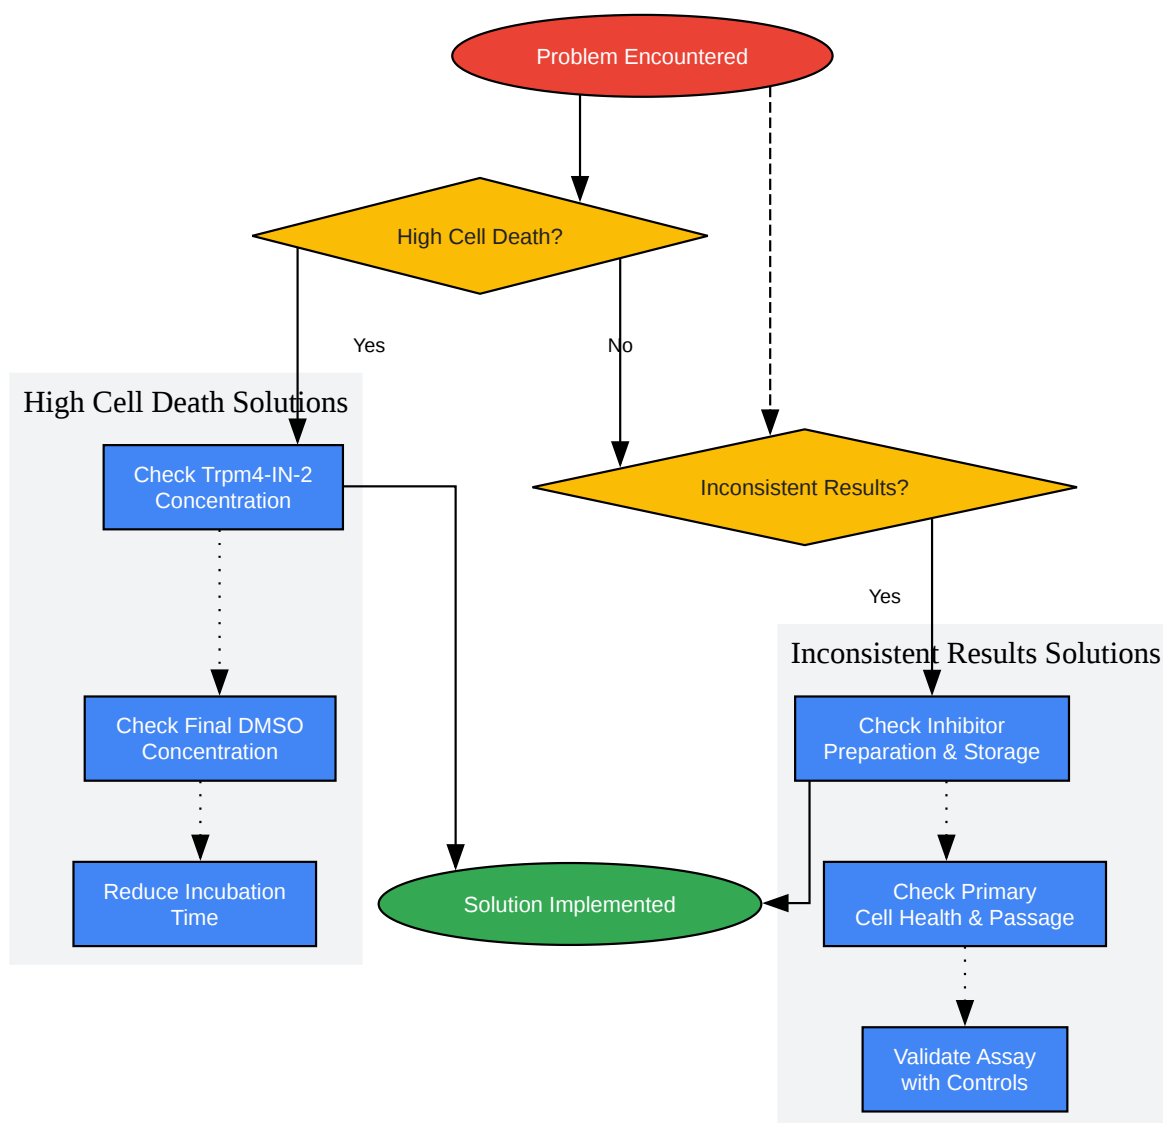 Problem Encountered
High Cell Death?
Yes
No
High Cell Death Solutions
Check Trpm4-IN-2
Concentration
Inconsistent Results?
Yes
Inconsistent Results Solutions
Check Final DMSO
Concentration
Check Inhibitor
Preparation & Storage
Reduce Incubation
Time
Solution Implemented
Check Primary
Cell Health & Passage
Validate Assay
with Controls